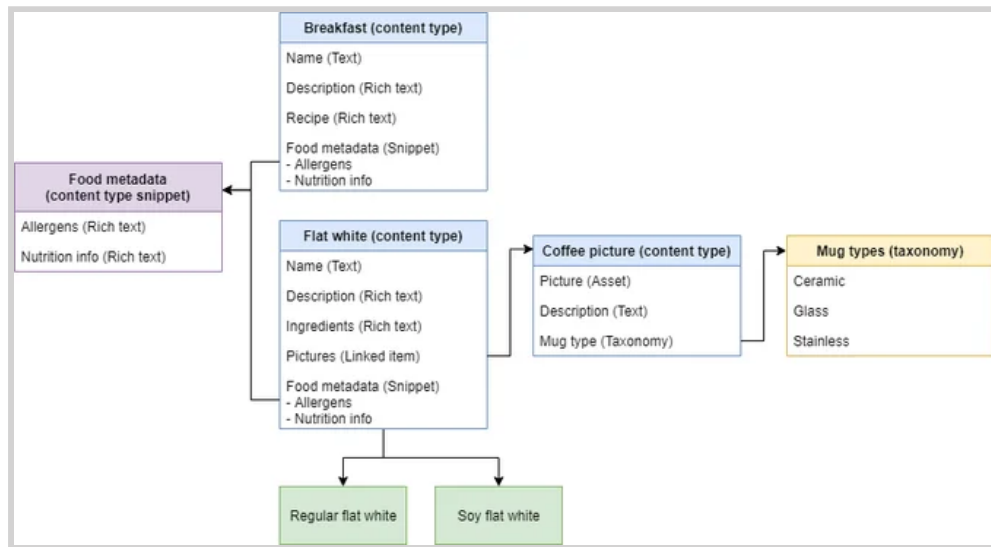 Breakfast (content type)
Name (Text)
Description (Rich text)
Recipe (Rich text)
Food metadata (Snippet)
- Allergens
- Nutrition info
Food metadata
(content type snippet)
Allergens (Rich text)
Nutrition info (Rich text)
Flat white (content type)
Name (Text)
Description (Rich text)
Ingredients (Rich text)
Pictures (Linked item)
Food metadata (Snippet)
- Allergens
- Nutrition info
Coffee picture (content type)
Picture (Asset)
Description (Text)
Mug type (Taxonomy)
Mug types (taxonomy)
Ceramic
Glass
Stainless
Regular flat white
Soy flat white